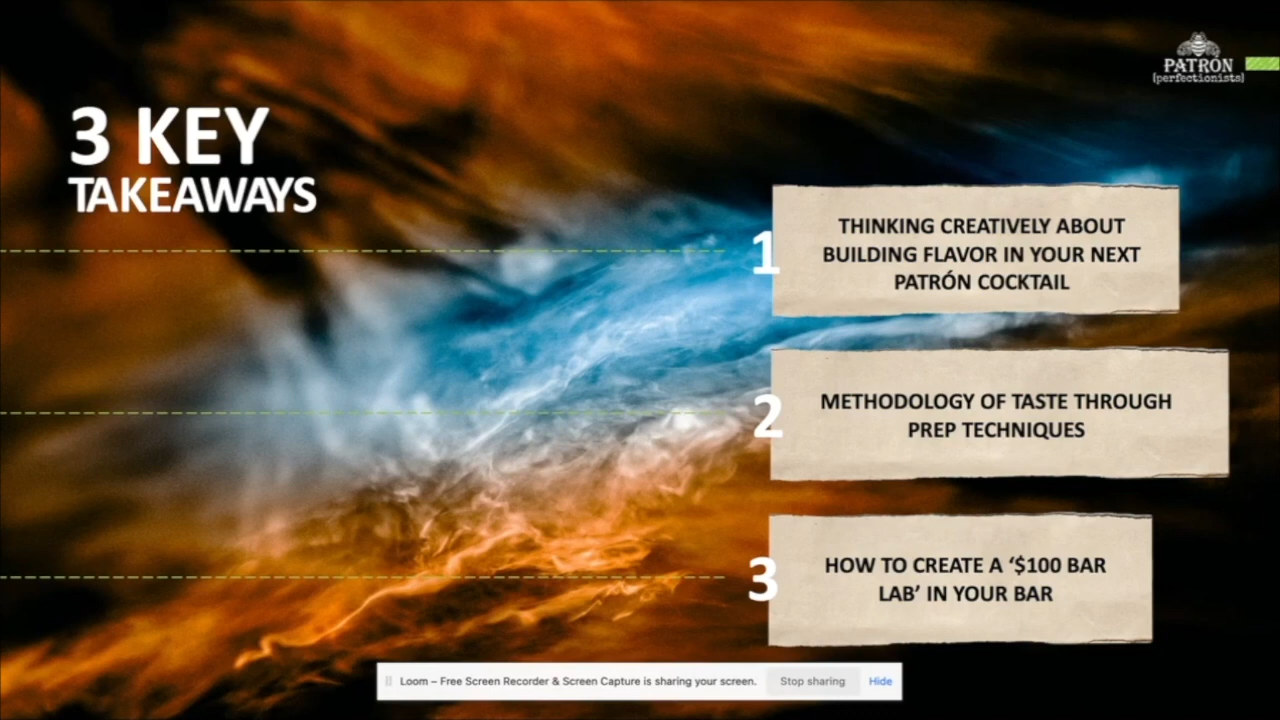 PATRÓN
(perfectionists)
3 KEY
TAKEAWAYS
1
THINKING CREATIVELY ABOUT
BUILDING FLAVOR IN YOUR NEXT
PATRÓN COCKTAIL
2
METHODOLOGY OF TASTE THROUGH
PREP TECHNIQUES
3
HOW TO CREATE A ‘$100 BAR
LAB’ IN YOUR BAR
Loom – Free Screen Recorder & Screen Capture is sharing your screen. Stop sharing Hide